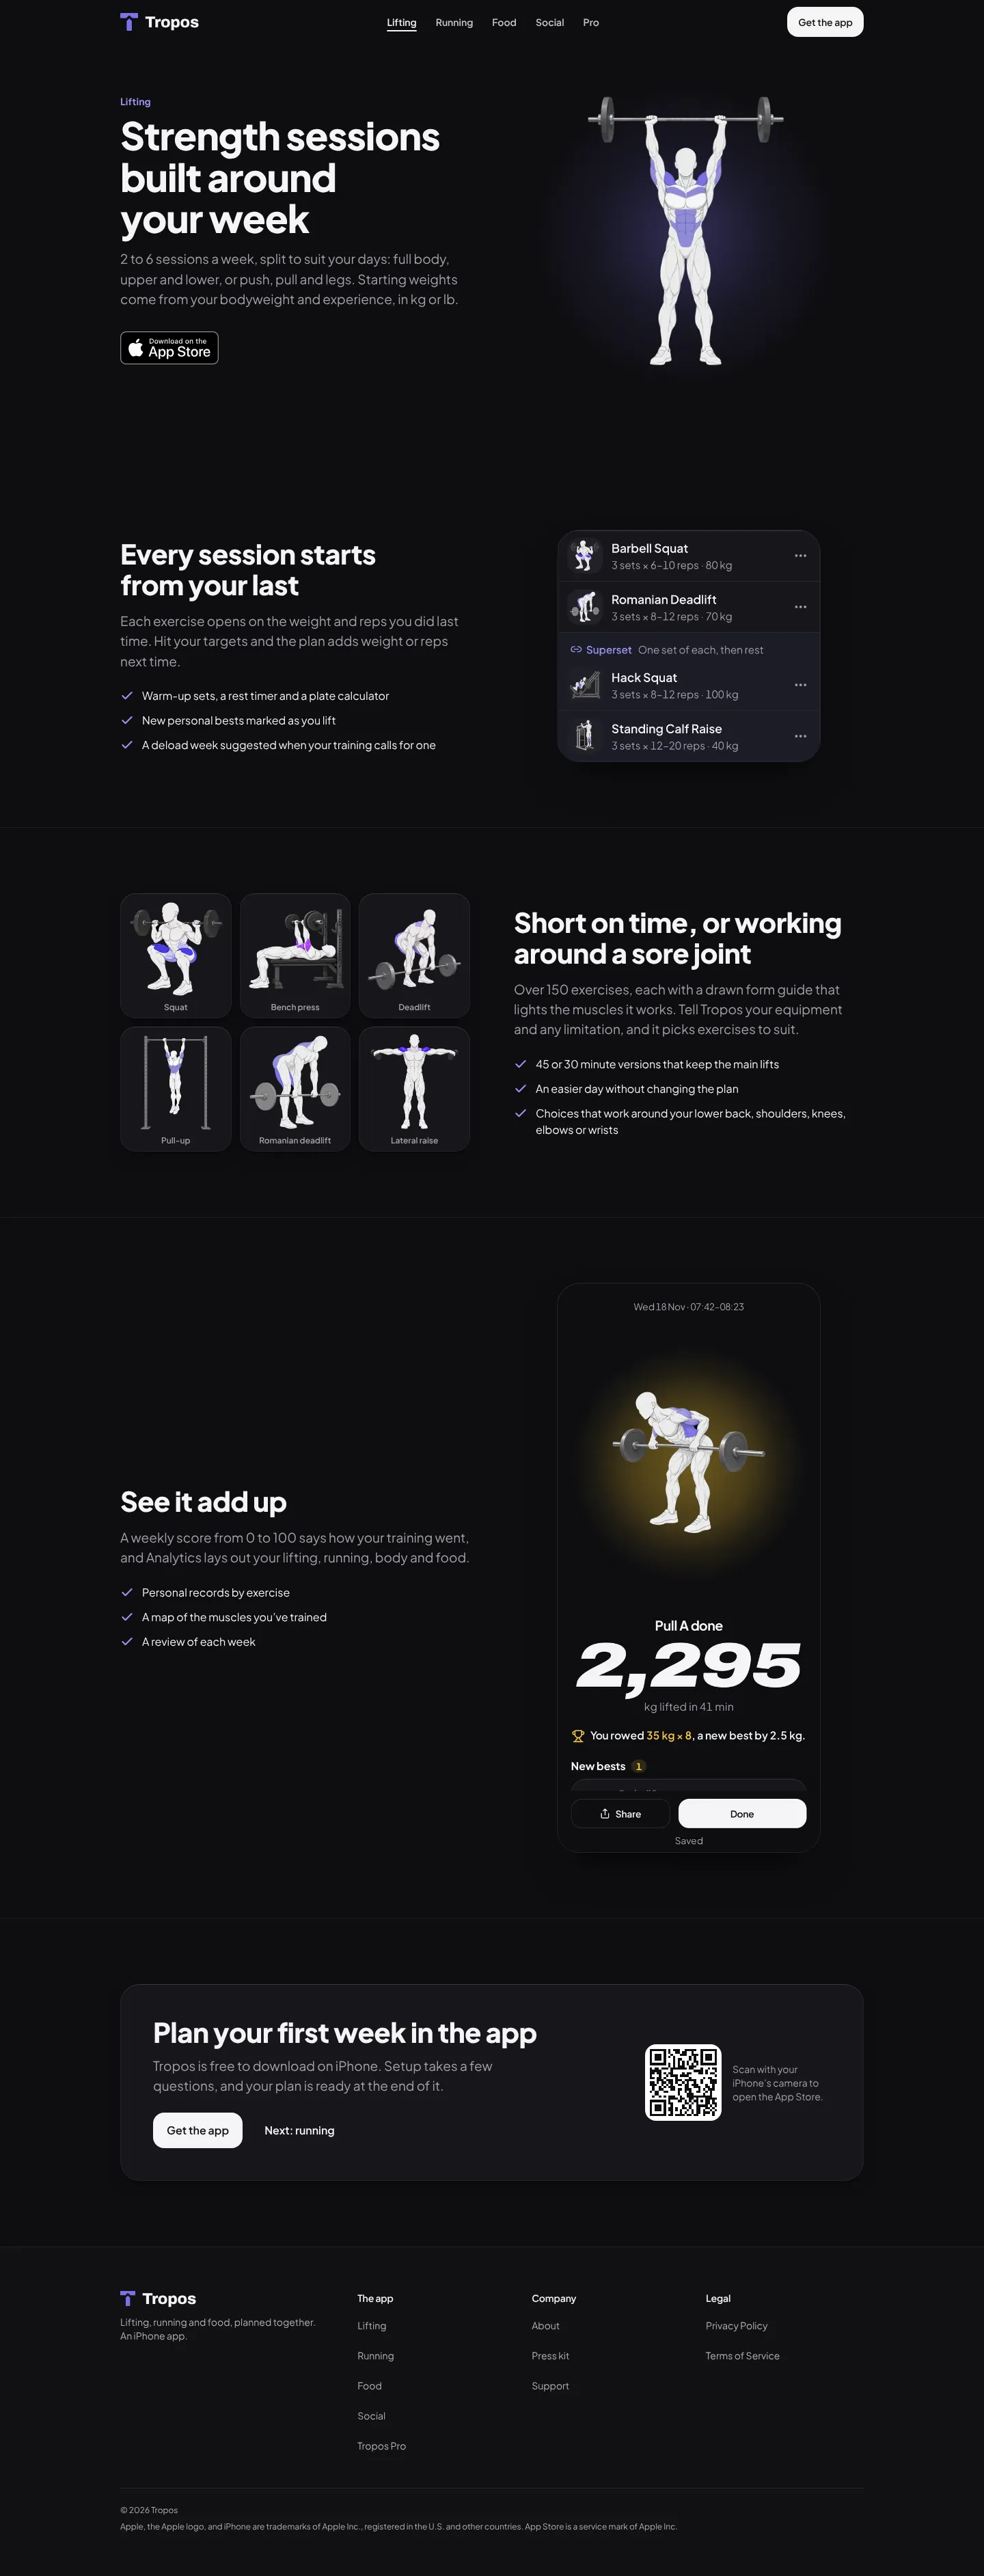 Tropos
Lifting
Running
Food
Social
Pro
Get the app
Lifting
Strength sessions
built around
your week
2 to 6 sessions a week, split to suit your days: full body,
upper and lower, or push, pull and legs. Starting weights
come from your bodyweight and experience, in kg or lb.
Download on the
App Store
Every session starts
from your last
Each exercise opens on the weight and reps you did last
time. Hit your targets and the plan adds weight or reps
next time.
Warm-up sets, a rest timer and a plate calculator
New personal bests marked as you lift
A deload week suggested when your training calls for one
Barbell Squat
3 sets × 6–10 reps · 80 kg
Romanian Deadlift
3 sets × 8–12 reps · 70 kg
Superset One set of each, then rest
Hack Squat
3 sets × 8–12 reps · 100 kg
Standing Calf Raise
3 sets × 12–20 reps · 40 kg
Squat
Bench press
Deadlift
Pull-up
Romanian deadlift
Lateral raise
Short on time, or working
around a sore joint
Over 150 exercises, each with a drawn form guide that
lights the muscles it works. Tell Tropos your equipment
and any limitation, and it picks exercises to suit.
45 or 30 minute versions that keep the main lifts
An easier day without changing the plan
Choices that work around your lower back, shoulders, knees,
elbows or wrists
See it add up
A weekly score from 0 to 100 says how your training went,
and Analytics lays out your lifting, running, body and food.
Personal records by exercise
A map of the muscles you've trained
A review of each week
Wed 18 Nov · 07:42–08:23
Pull A done
2,295
kg lifted in 41 min
You rowed 35 kg × 8, a new best by 2.5 kg.
New bests 1
Share
Done
Saved
Plan your first week in the app
Tropos is free to download on iPhone. Setup takes a few
questions, and your plan is ready at the end of it.
Get the app
Next: running
Scan with your
iPhone's camera to
open the App Store.
Tropos
Lifting, running and food, planned together.
An iPhone app.
The app
Lifting
Running
Food
Social
Tropos Pro
Company
About
Press kit
Support
Legal
Privacy Policy
Terms of Service
© 2026 Tropos
Apple, the Apple logo, and iPhone are trademarks of Apple Inc., registered in the U.S. and other countries. App Store is a service mark of Apple Inc.